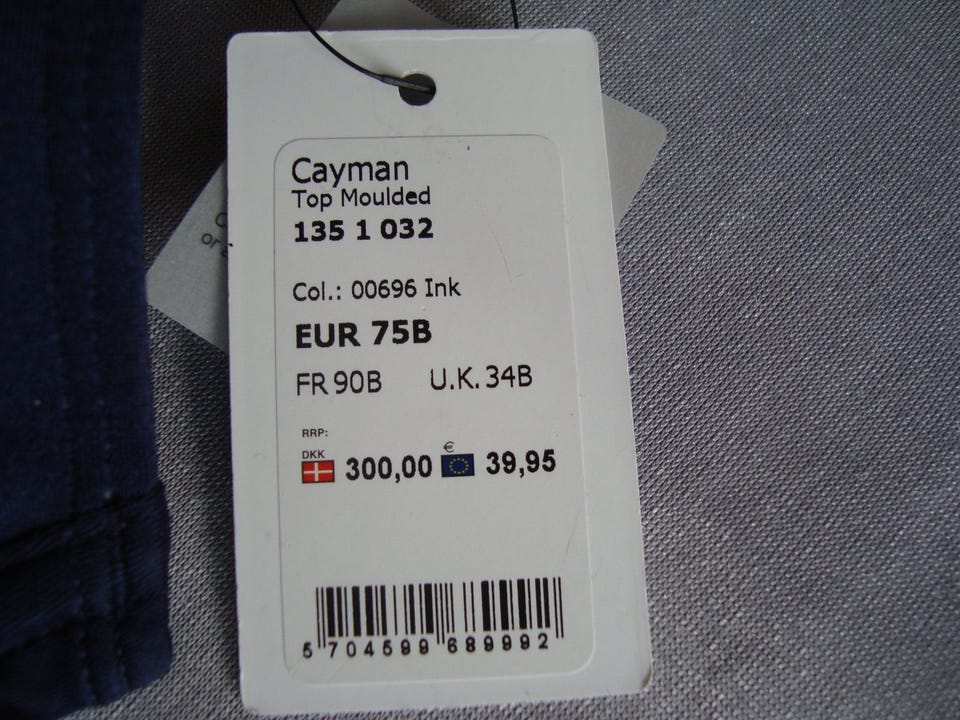 Cayman
Top Moulded
135 1 032
Col.: 00696 Ink
EUR 75B
FR 90B U.K. 34B
RRP:
DKK €
300,00 39,95
5 704599 689992
or